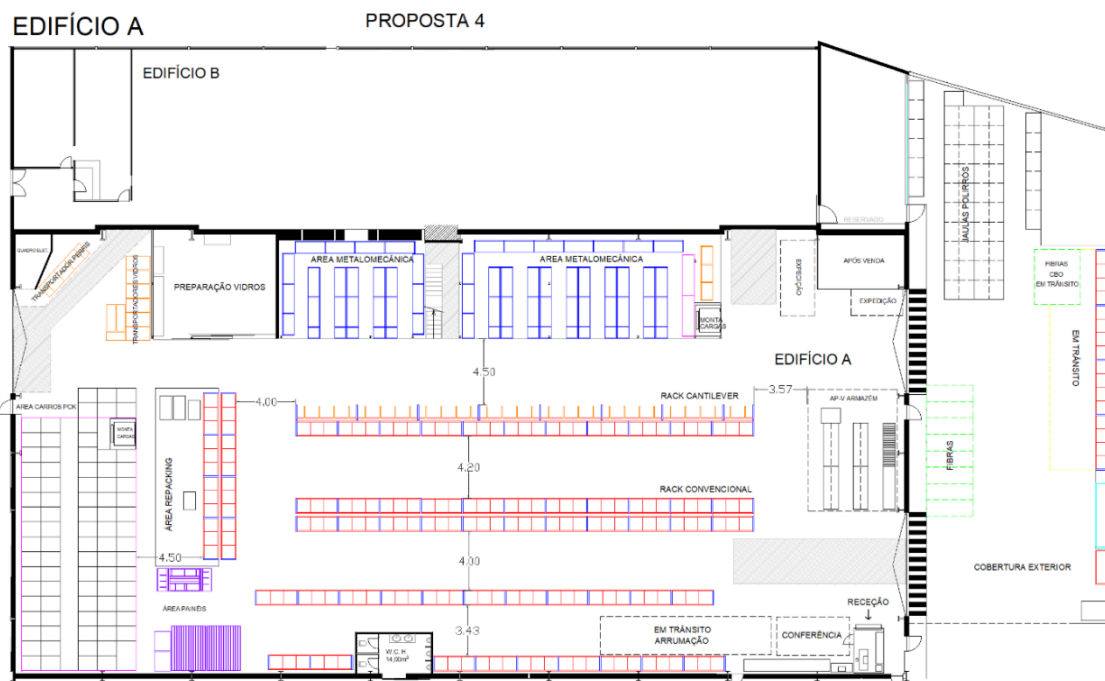 EDIFÍCIO A
PROPOSTA 4
EDIFÍCIO B
RESERVADO
JAULAS POLIRROS
QUADRO ELET.
TRANSPORTADOR PERFIS
TRANSPORTADORES VIDROS
PREPARAÇÃO VIDROS
AREA METALOMECÂNICA
AREA METALOMECÂNICA
EXPEDIÇÃO
APÓS VENDA
EXPEDIÇÃO
FIBRAS
CBO
EM TRÂNSITO
MONTA
CARGAS
EM TRÂNSITO
EDIFÍCIO A
4.50
3.57
RACK CANTILEVER
AP-V ARMAZÉM
4.00
AREA CARROS PCK
MONTA
CARGAS
FIBRAS
4.20
RACK CONVENCIONAL
ÁREA REPACKING
4.50
4.00
COBERTURA EXTERIOR
ÁREA PAINÉIS
RECEÇÃO
3.43
EM TRÂNSITO
ARRUMAÇÃO
CONFERÊNCIA
W.C.H.
14,00m²